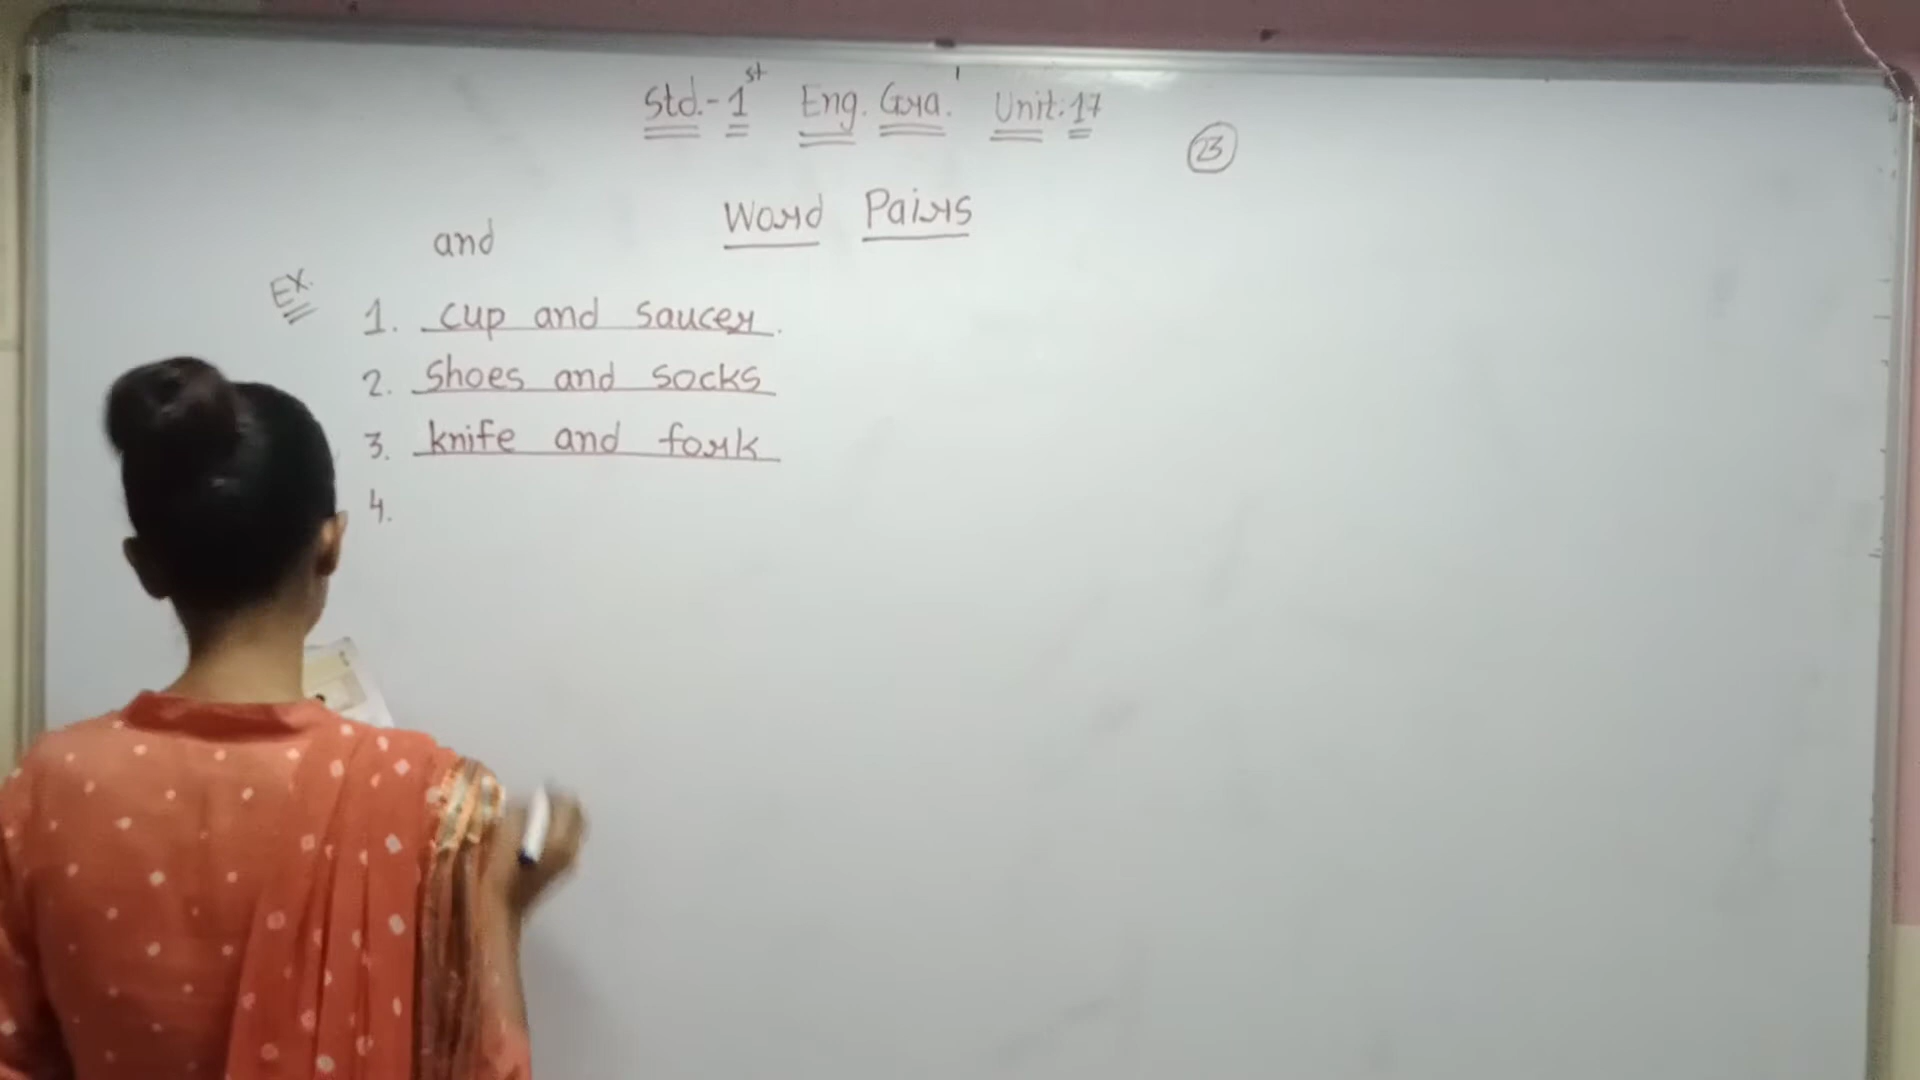 Std.- 1st Eng. Gra. Unit: 17
23
Word Pairs
and
Ex.
1. cup and saucer.
2. Shoes and socks
3. knife and fork
4.